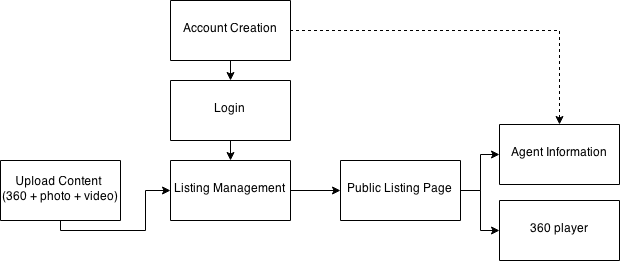 Account Creation
Login
Upload Content
(360 + photo + video)
Listing Management
Public Listing Page
Agent Information
360 player